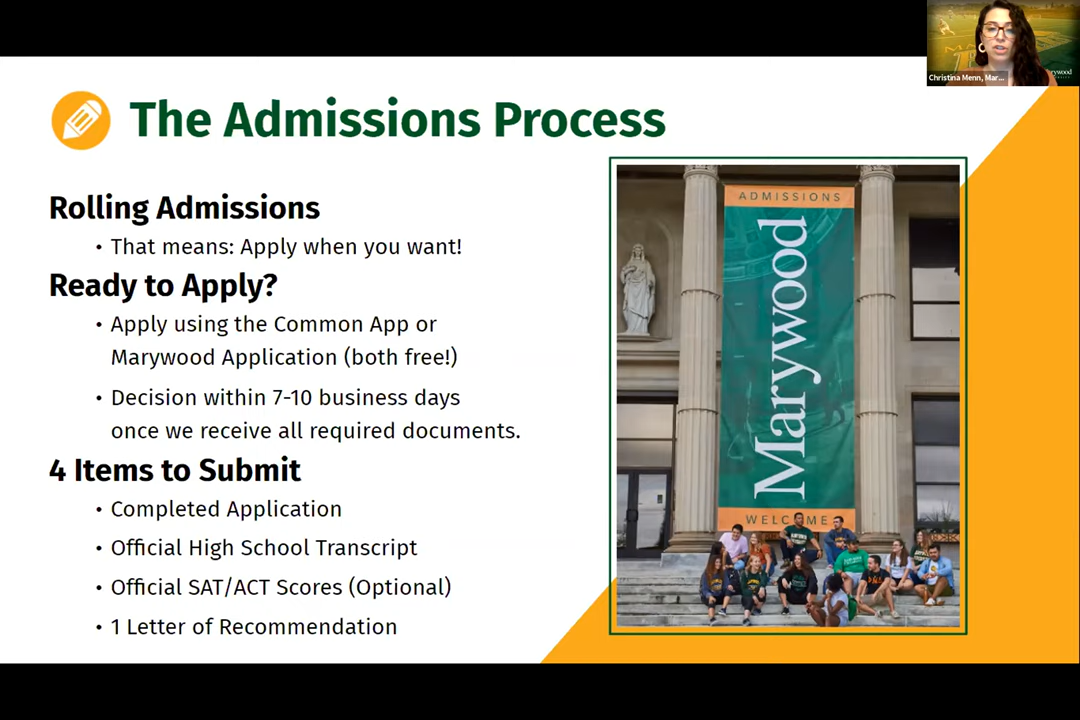 Christina Menn, Mar...
The Admissions Process
Rolling Admissions
• That means: Apply when you want!
Ready to Apply?
• Apply using the Common App or
Marywood Application (both free!)
• Decision within 7-10 business days
once we receive all required documents.
4 Items to Submit
• Completed Application
• Official High School Transcript
• Official SAT/ACT Scores (Optional)
• 1 Letter of Recommendation
ADMISSIONS
Marywood
WELCOME